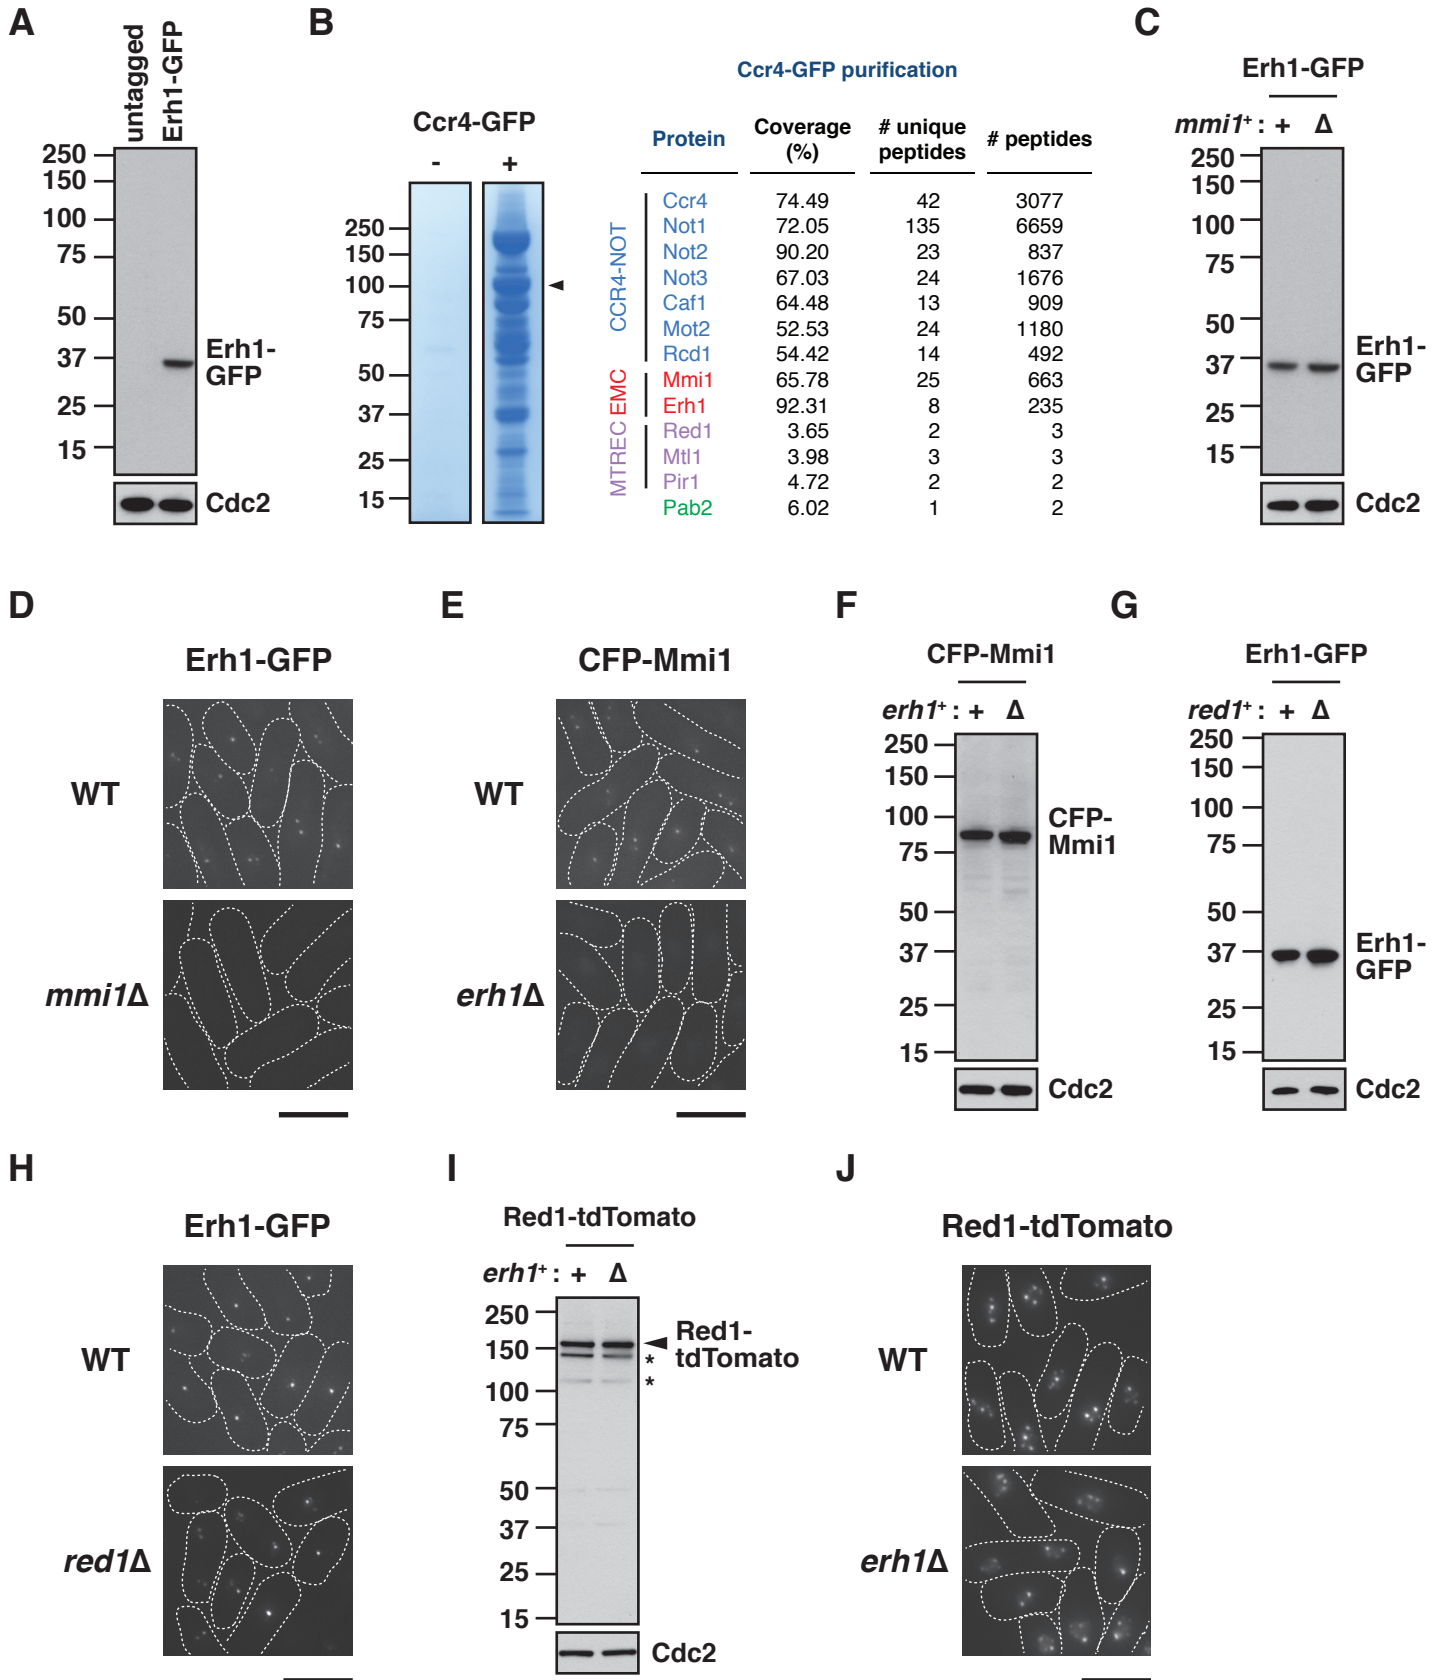 A
untagged
Erh1-GFP
250
150
100
75
50
37
25
15
Erh1-
GFP
Cdc2
B
Ccr4-GFP
- +
250
150
100
75
50
37
25
15
Ccr4-GFP purification
Protein Coverage (%) # unique peptides # peptides
CCR4-NOT
Ccr4 74.49 42 3077
Not1 72.05 135 6659
Not2 90.20 23 837
Not3 67.03 24 1676
Caf1 64.48 13 909
Mot2 52.53 24 1180
Rcd1 54.42 14 492
EMC
Mmi1 65.78 25 663
Erh1 92.31 8 235
MTREC
Red1 3.65 2 3
Mtl1 3.98 3 3
Pir1 4.72 2 2
Pab2 6.02 1 2
C
Erh1-GFP
mmi1+ : + Δ
250
150
100
75
50
37
25
15
Erh1-
GFP
Cdc2
D
Erh1-GFP
WT
mmi1Δ
E
CFP-Mmi1
WT
erh1Δ
F
CFP-Mmi1
erh1+ : + Δ
250
150
100
75
50
37
25
15
CFP-
Mmi1
Cdc2
G
Erh1-GFP
red1+ : + Δ
250
150
100
75
50
37
25
15
Erh1-
GFP
Cdc2
H
Erh1-GFP
WT
red1Δ
I
Red1-tdTomato
erh1+ : + Δ
250
150
100
75
50
37
25
15
Red1-
tdTomato
*
*
Cdc2
J
Red1-tdTomato
WT
erh1Δ